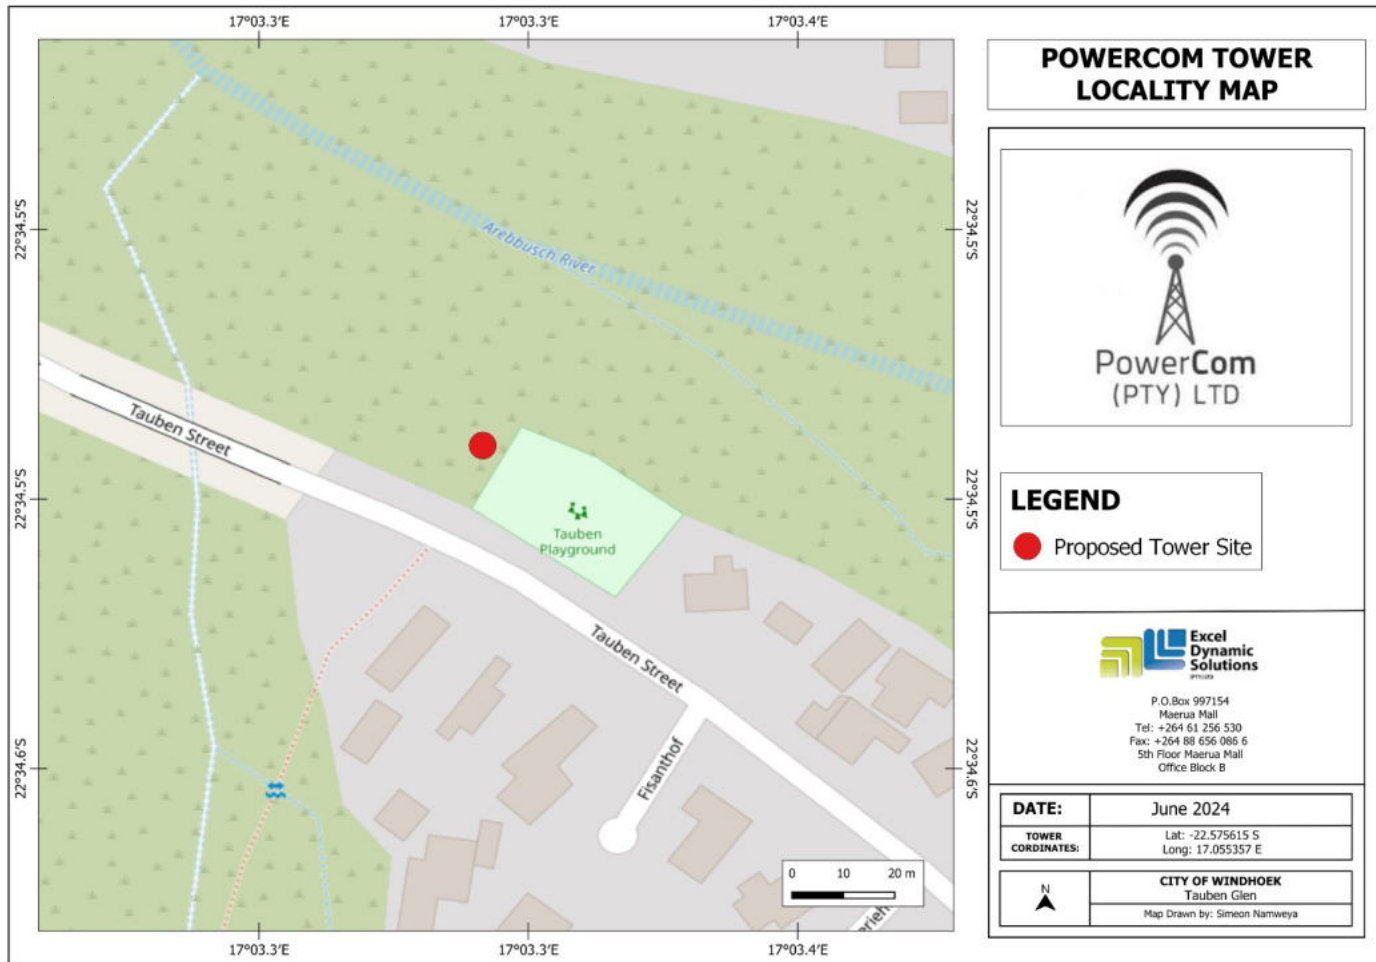 17°03.3'E
17°03.3'E
17°03.4'E
POWERCOM TOWER
LOCALITY MAP
22°34.5'S
22°34.5'S
Arebbusch River
PowerCom
(PTY) LTD
Tauben Street
22°34.5'S
22°34.5'S
Tauben
Playground
LEGEND
Proposed Tower Site
Tauben Street
Excel
Dynamic
Solutions
P.O.Box 997154
Maerua Mall
Tel: +264 61 256 530
Fax: +264 88 656 086 6
5th Floor Maerua Mall
Office Block B
22°34.6'S
22°34.6'S
Fisanthof
DATE:
June 2024
TOWER
CORDINATES:
Lat: -22.575615 S
Long: 17.055357 E
0 10 20 m
N
CITY OF WINDHOEK
Tauben Glen
Map Drawn by: Simeon Namweya
17°03.3'E
17°03.3'E
17°03.4'E